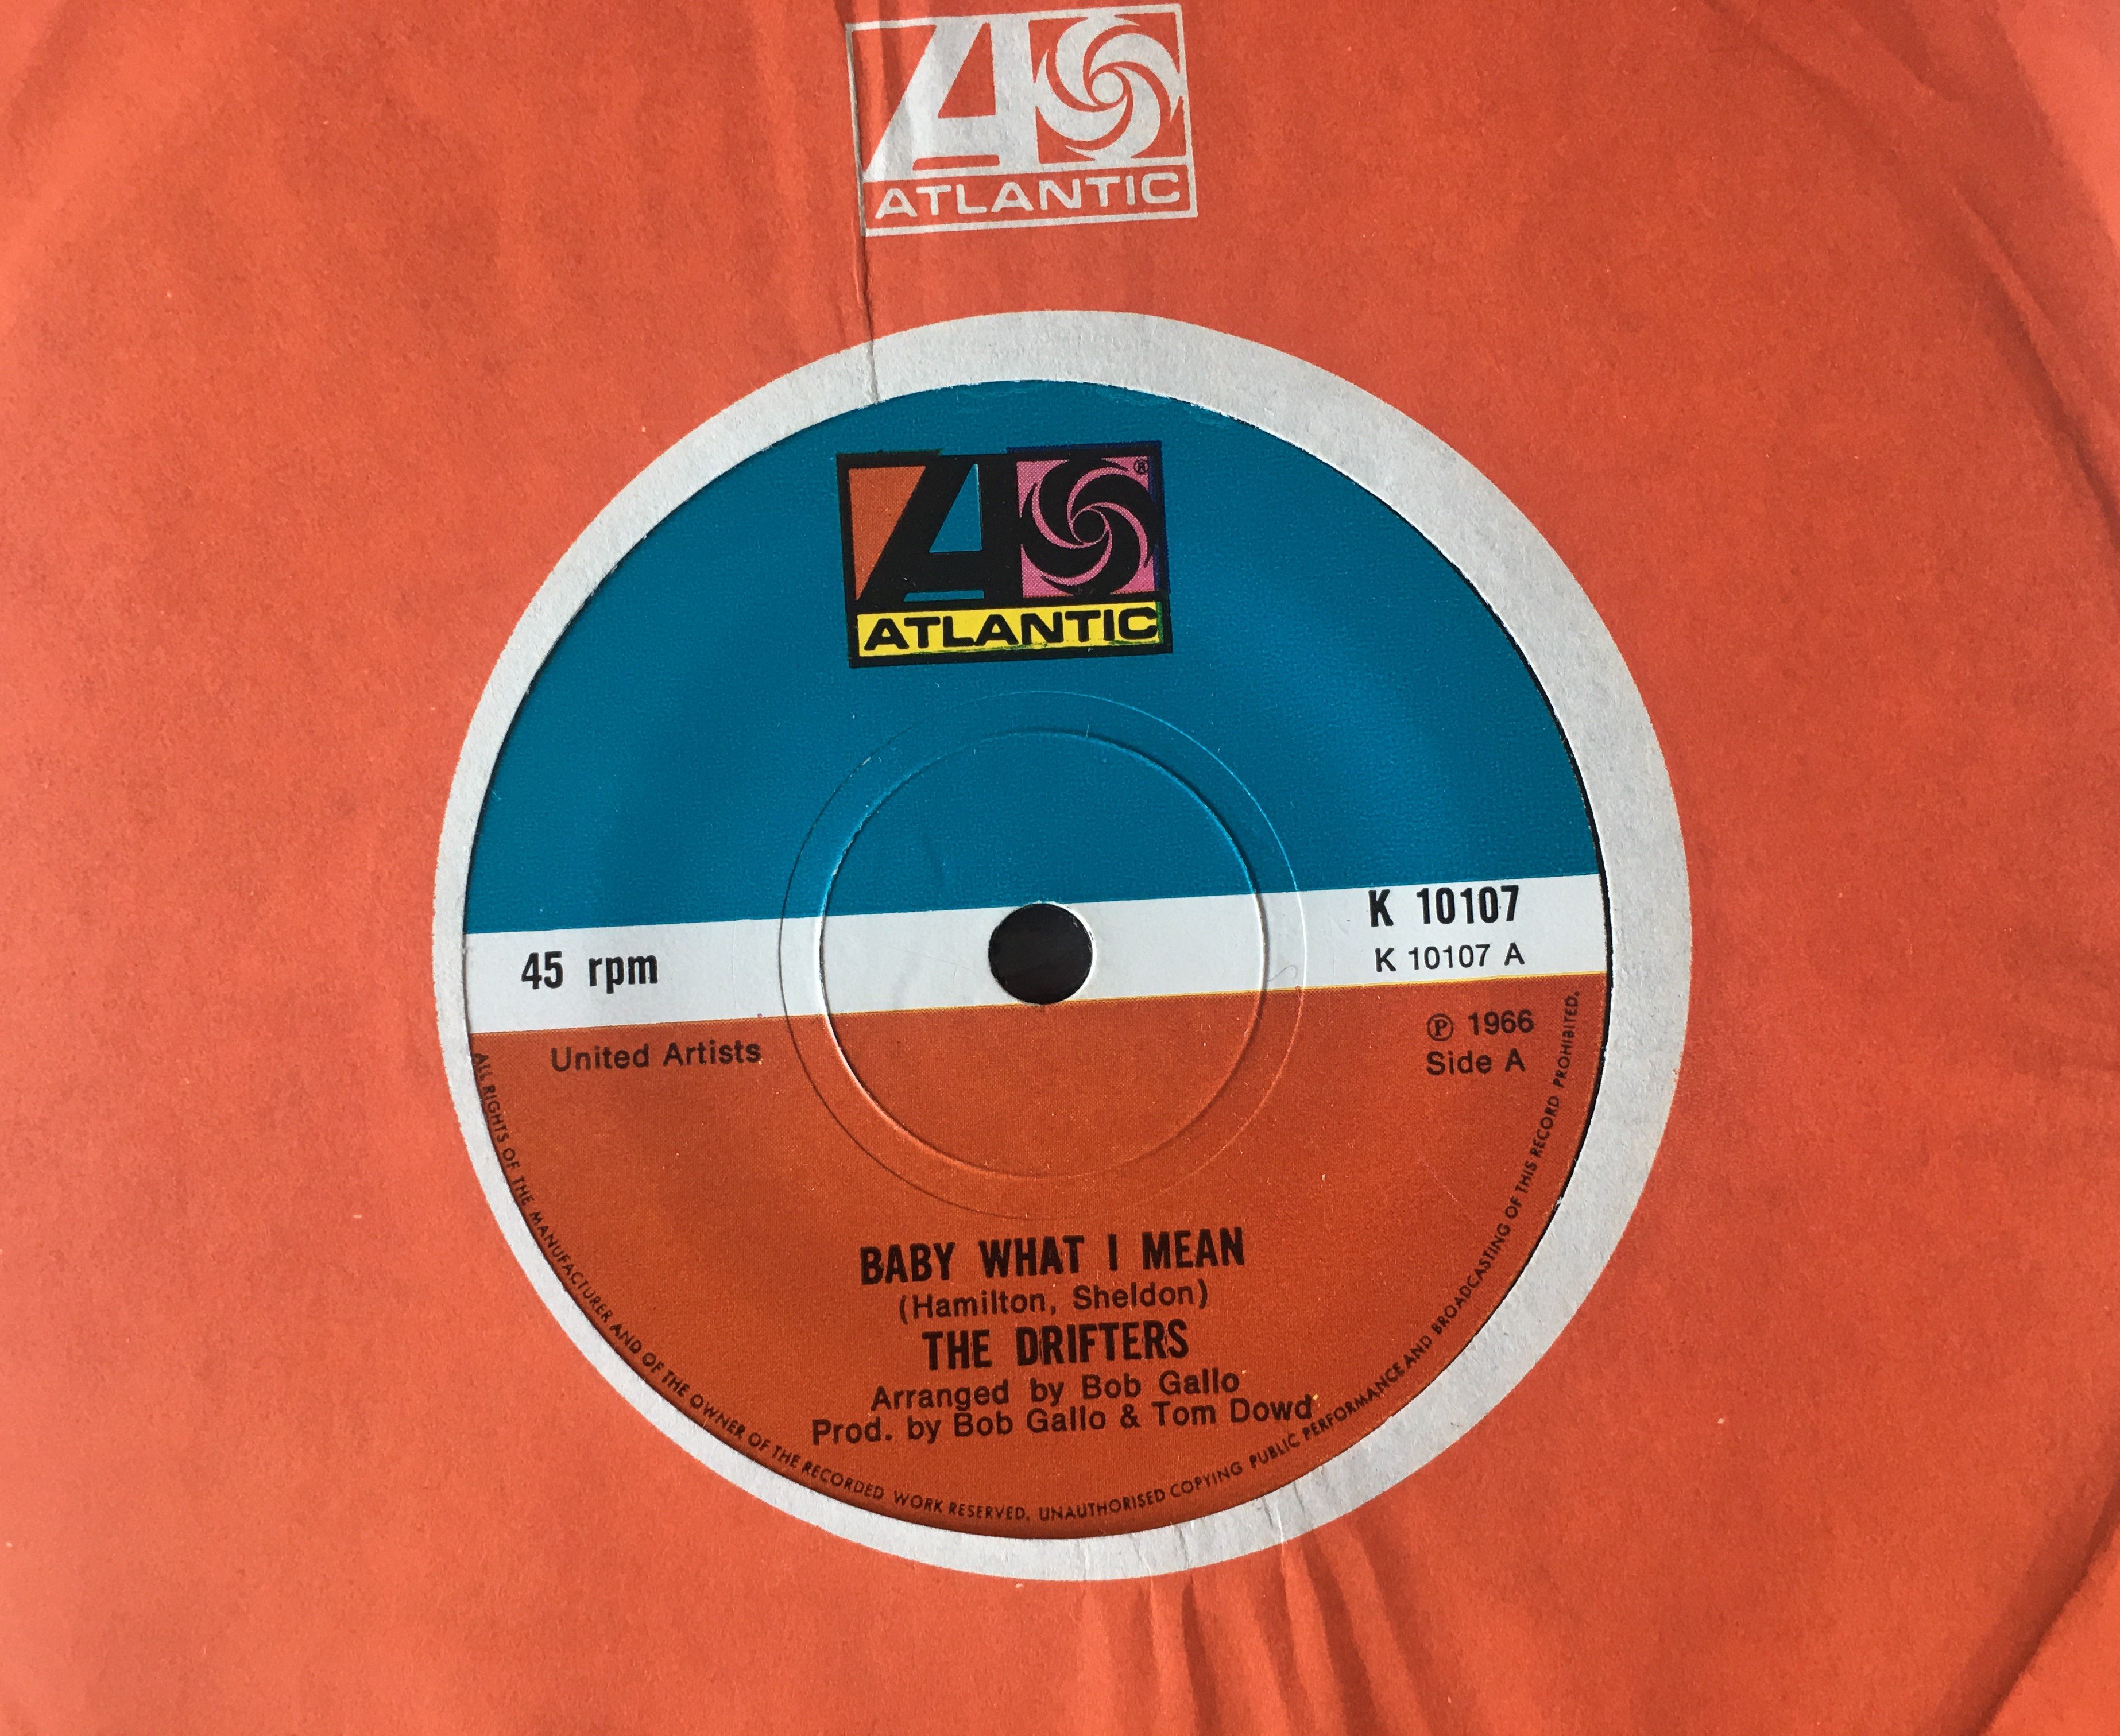 ATLANTIC
®
ATLANTIC
45 rpm
K 10107
K 10107 A
United Artists
℗ 1966
Side A
BABY WHAT I MEAN
(Hamilton, Sheldon)
THE DRIFTERS
Arranged by Bob Gallo
Prod. by Bob Gallo & Tom Dowd
ALL RIGHTS OF THE MANUFACTURER AND OF THE OWNER OF THE RECORDED WORK RESERVED. UNAUTHORISED COPYING PUBLIC PERFORMANCE AND BROADCASTING OF THIS RECORD PROHIBITED.